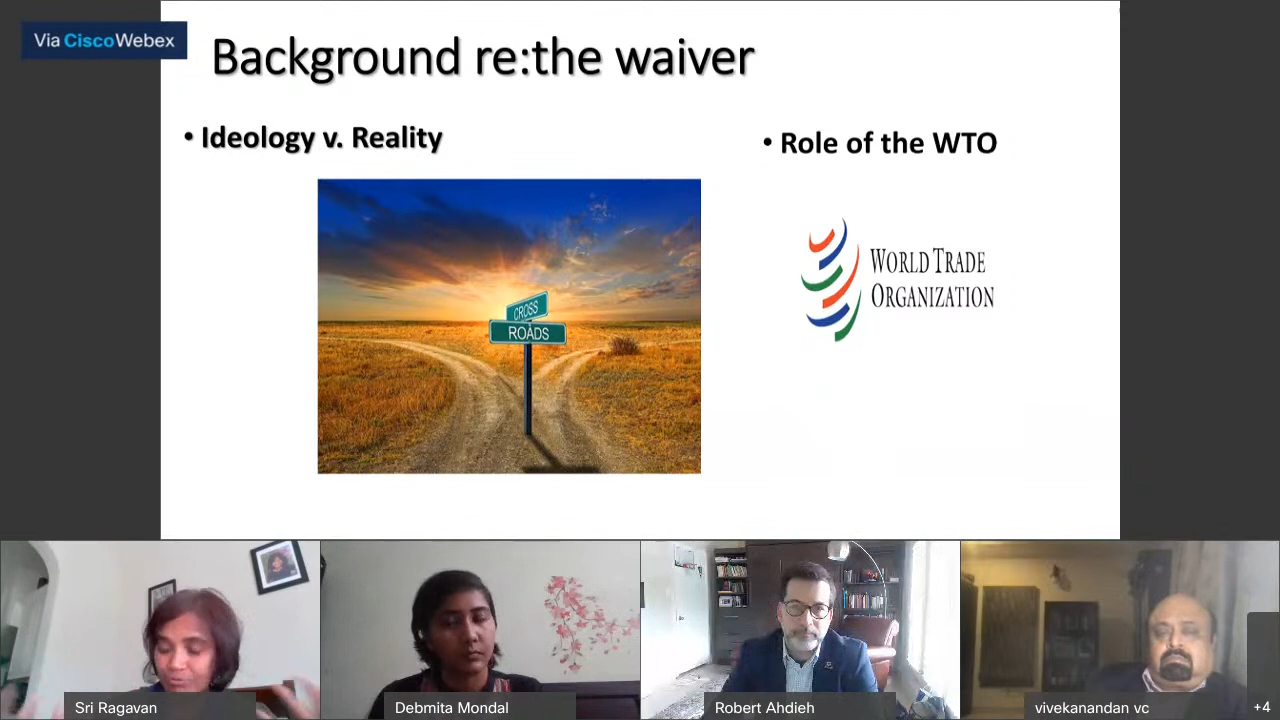 Via CiscoWebex
Background re:the waiver
• Ideology v. Reality
• Role of the WTO
CROSS
ROADS
WORLD TRADE
ORGANIZATION
Sri Ragavan
Debmita Mondal
Robert Ahdieh
vivekanandan vc
+4